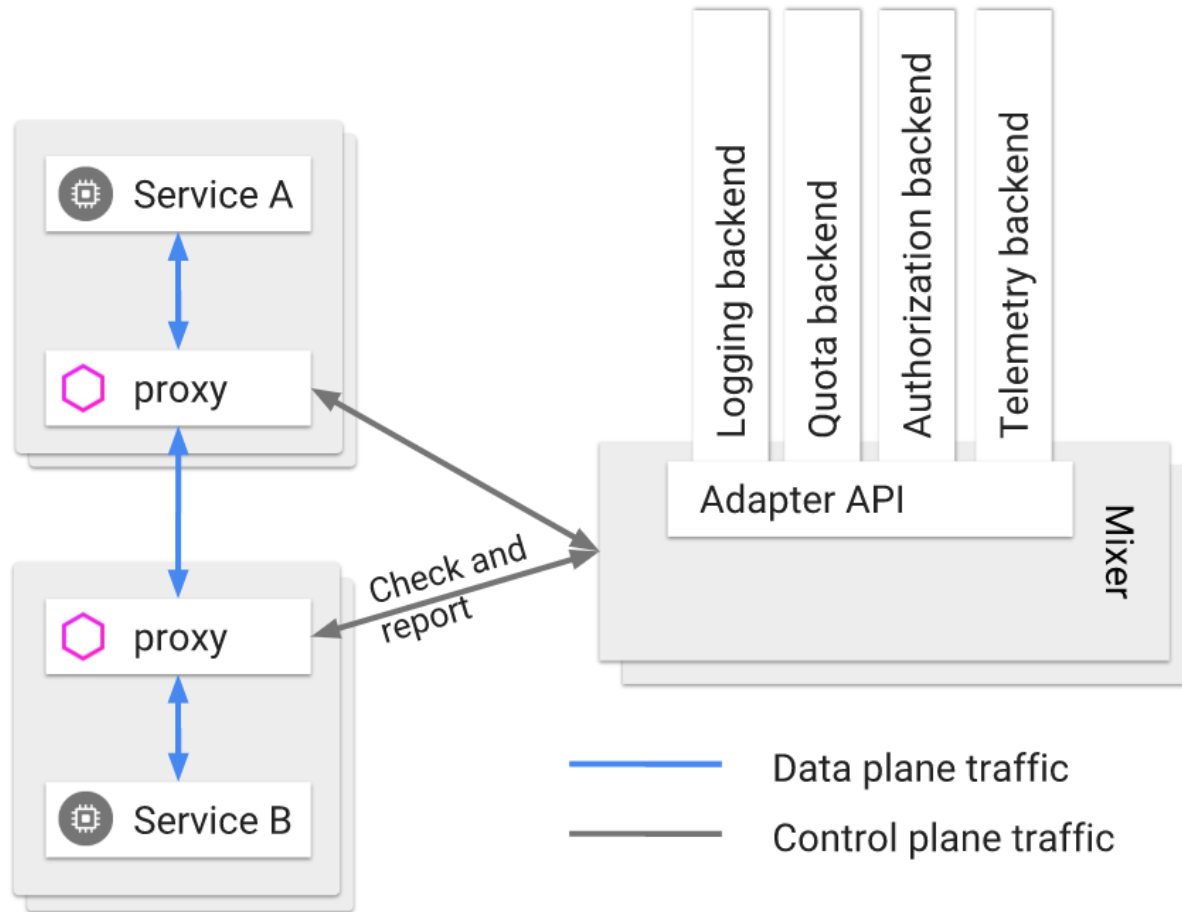 Service A
proxy
proxy
Service B
Check and
report
Logging backend
Quota backend
Authorization backend
Telemetry backend
Adapter API
Mixer
Data plane traffic
Control plane traffic